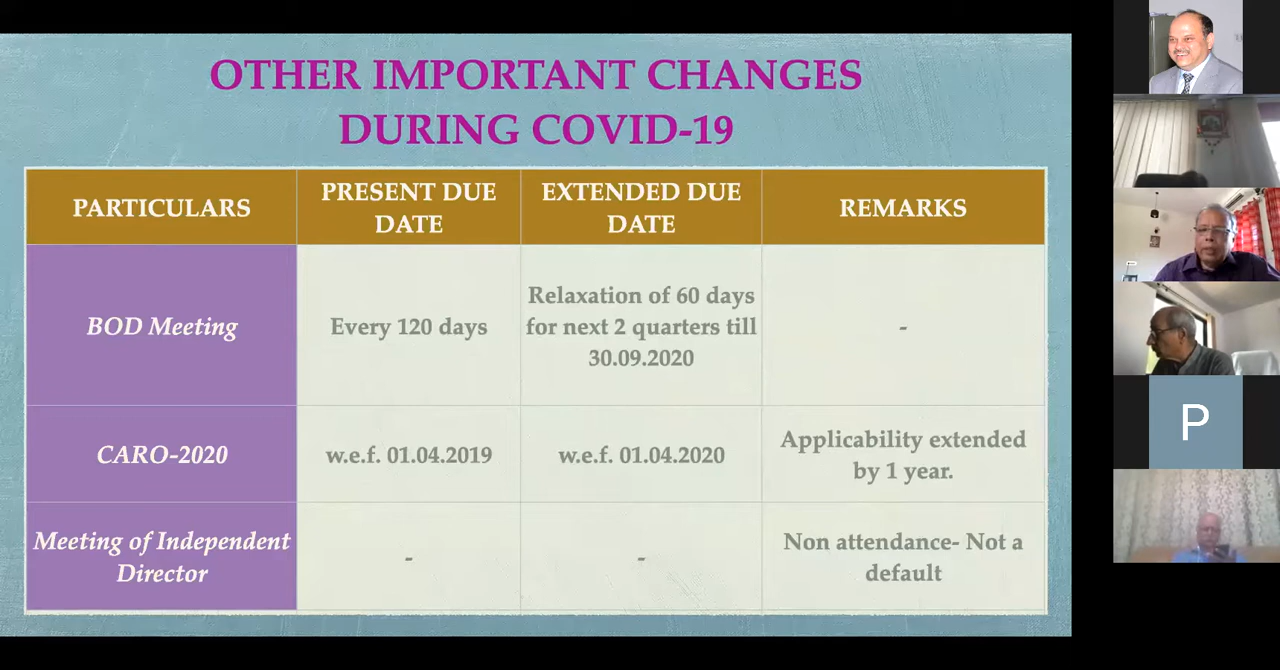 OTHER IMPORTANT CHANGES
DURING COVID-19
PARTICULARS
PRESENT DUE
DATE
EXTENDED DUE
DATE
REMARKS
BOD Meeting
Every 120 days
Relaxation of 60 days
for next 2 quarters till
30.09.2020
-
CARO-2020
w.e.f. 01.04.2019
w.e.f. 01.04.2020
Applicability extended
by 1 year.
Meeting of Independent
Director
-
-
Non attendance- Not a
default
P